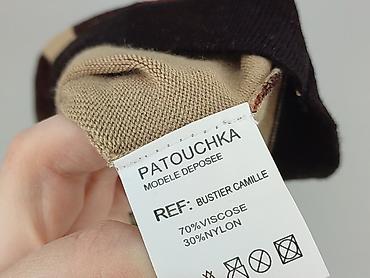 PATOUCHKA
MODELE DEPOSEE
REF: BUSTIER CAMILLE
70%VISCOSE
30%NYLON